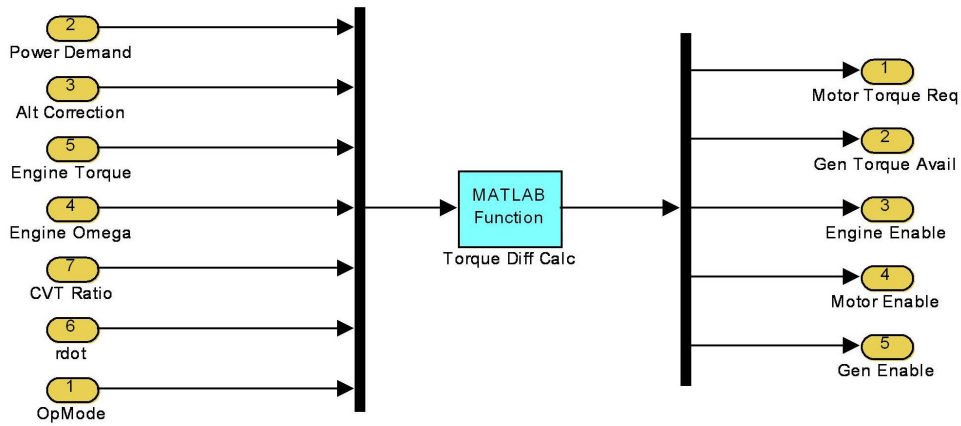 2
Power Demand
3
Alt Correction
5
Engine Torque
4
Engine Omega
7
CVT Ratio
6
rdot
1
OpMode
MATLAB
Function
Torque Diff Calc
1
Motor Torque Req
2
Gen Torque Avail
3
Engine Enable
4
Motor Enable
5
Gen Enable